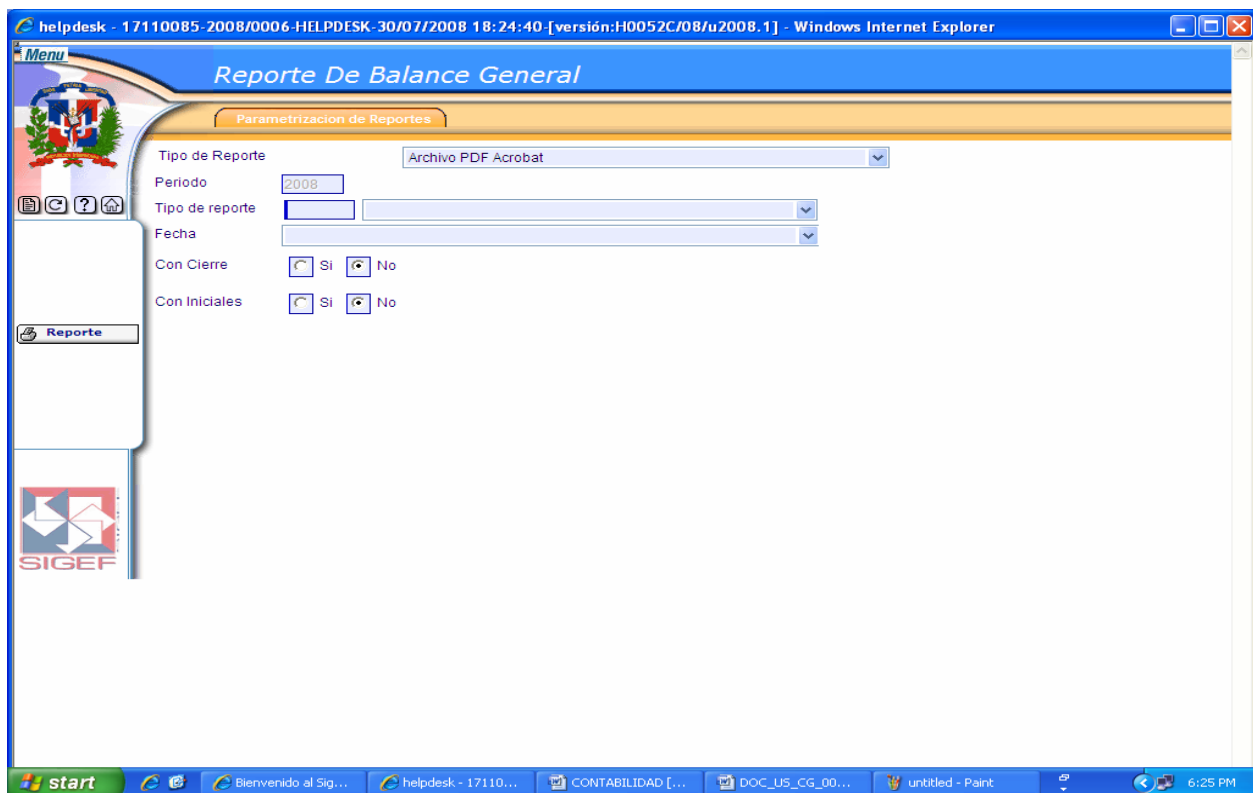 helpdesk - 17110085-2008/0006-HELPDESK-30/07/2008 18:24:40-[versión:H0052C/08/u2008.1] - Windows Internet Explorer
Menu
Reporte De Balance General
Parametrizacion de Reportes
Tipo de Reporte Archivo PDF Acrobat
Periodo 2008
Tipo de reporte
Fecha
Con Cierre Si No
Con Iniciales Si No
Reporte
SIGEF
start Bienvenido al Sig... helpdesk - 17110... CONTABILIDAD [... DOC_US_CG_00... untitled - Paint 6:25 PM